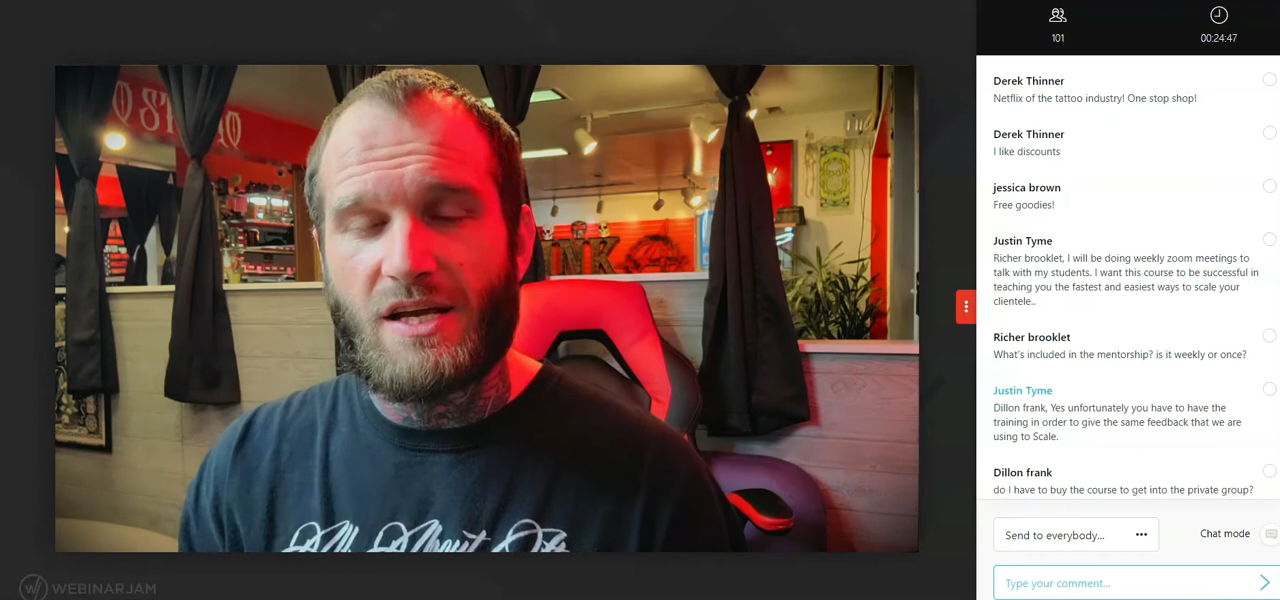 101
00:24:47
Derek Thinner
Netflix of the tattoo industry! One stop shop!
Derek Thinner
I like discounts
jessica brown
Free goodies!
Justin Tyme
Richer brooklet, I will be doing weekly zoom meetings to
talk with my students. I want this course to be successful in
teaching you the fastest and easiest ways to scale your
clientele..
Richer brooklet
What's included in the mentorship? is it weekly or once?
Justin Tyme
Dillon frank, Yes unfortunately you have to have the
training in order to give the same feedback that we are
using to Scale.
Dillon frank
do I have to buy the course to get into the private group?
Send to everybody...
Chat mode
Type your comment...
INK
All About
WEBINARJAM